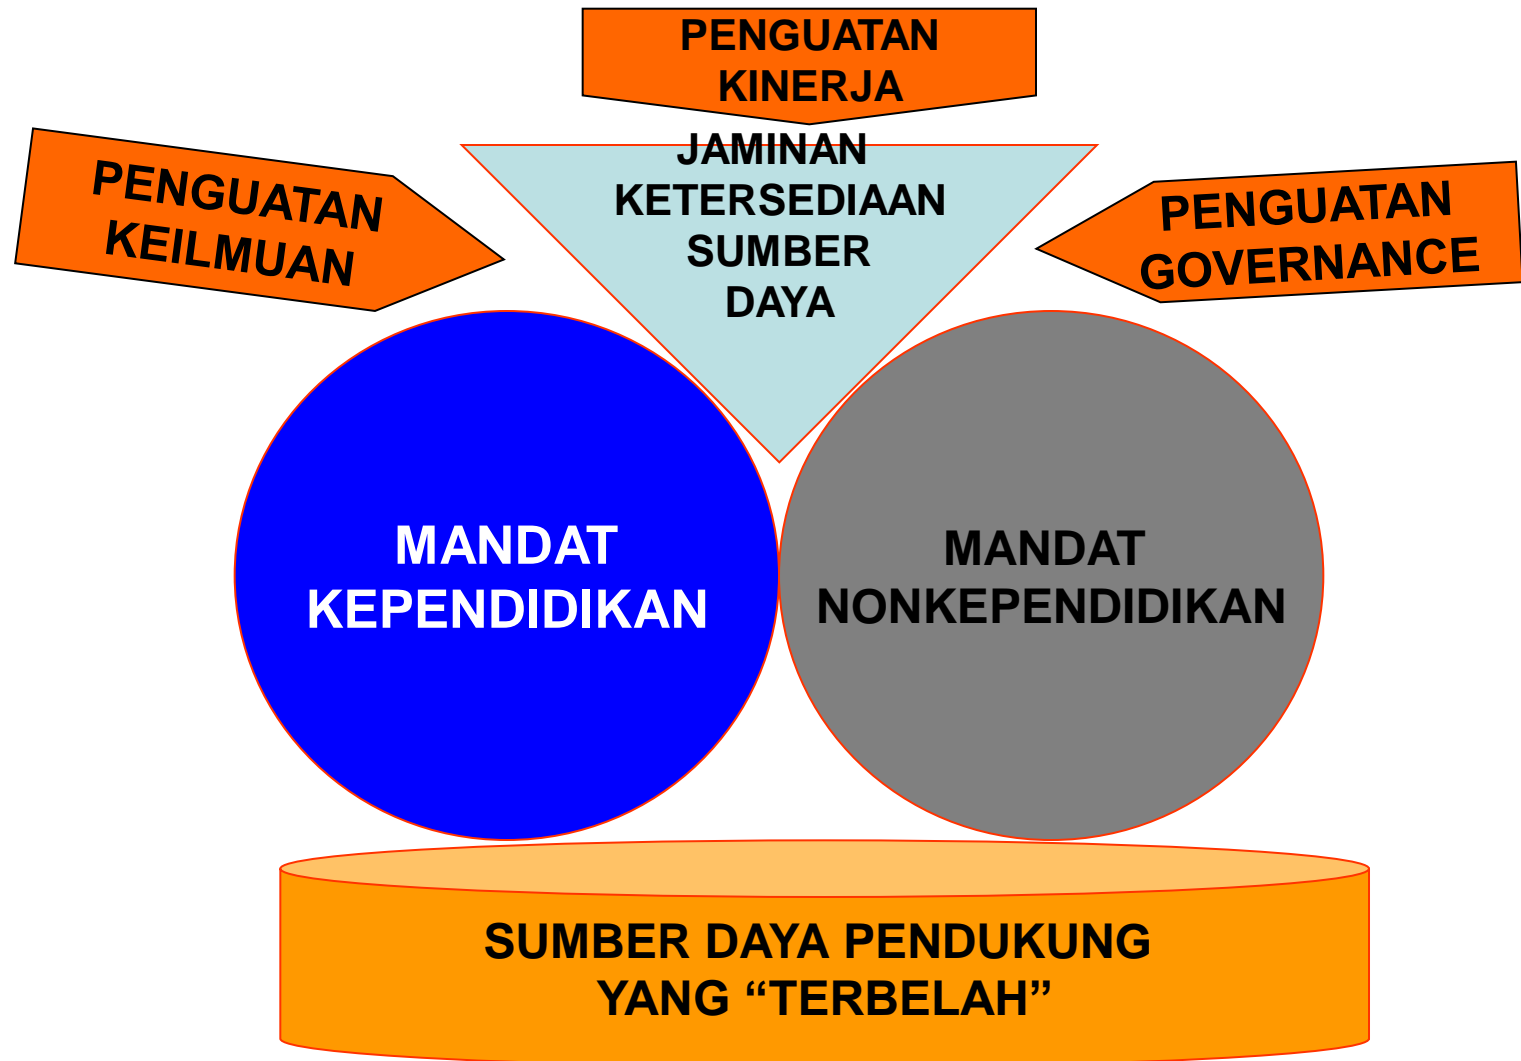 PENGUATAN
KINERJA
PENGUATAN
KEILMUAN
JAMINAN
KETERSEDIAAN
SUMBER
DAYA
PENGUATAN
GOVERNANCE
MANDAT
KEPENDIDIKAN
MANDAT
NONKEPENDIDIKAN
SUMBER DAYA PENDUKUNG
YANG “TERBELAH”